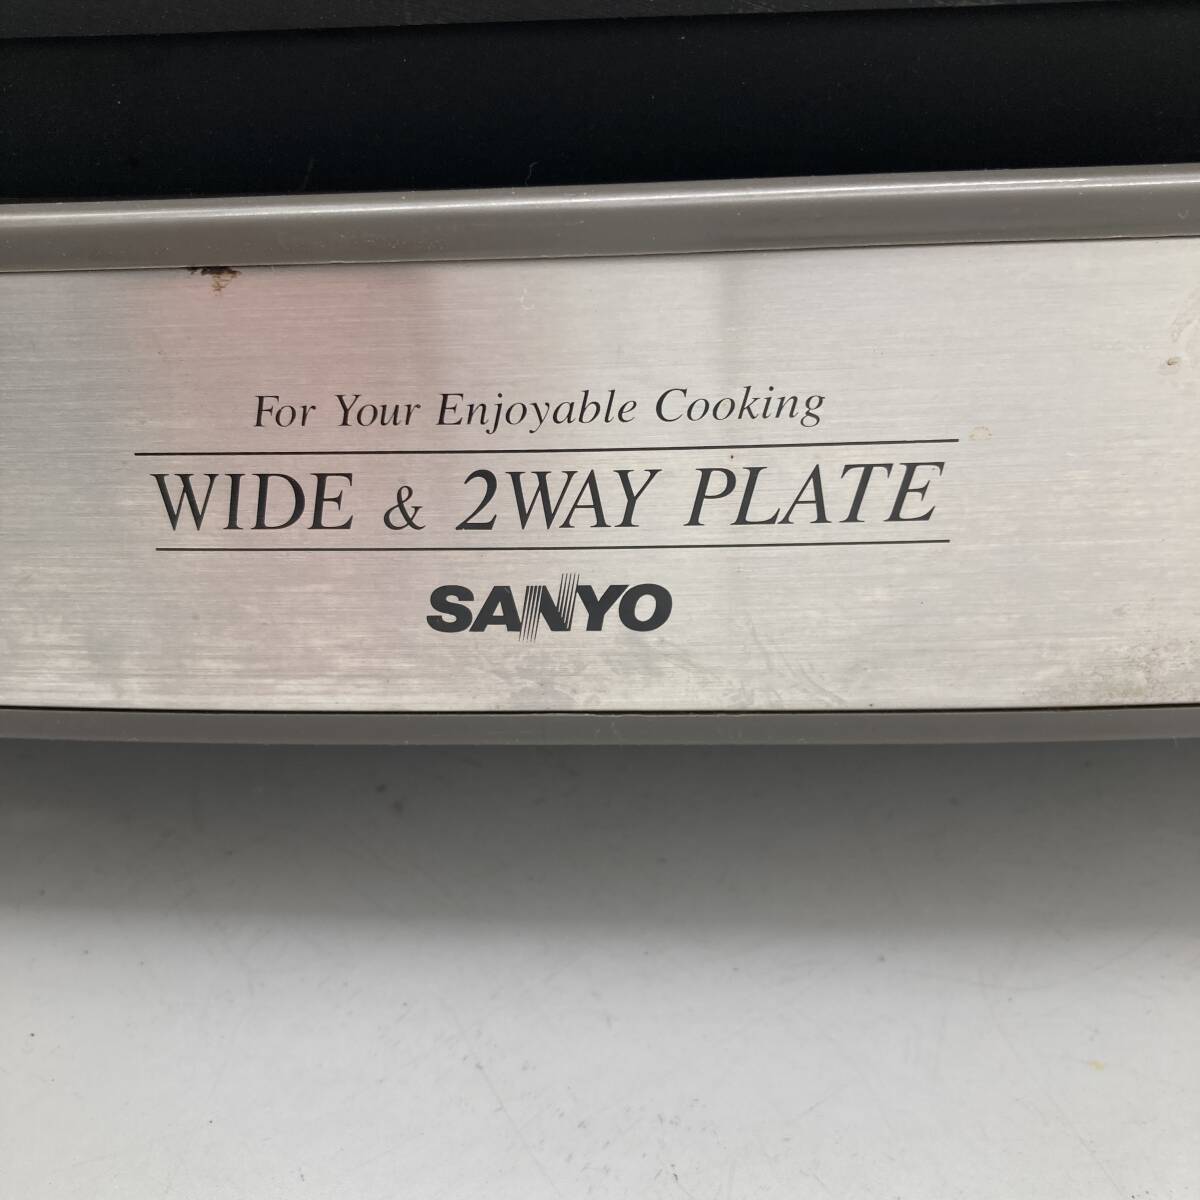 For Your Enjoyable Cooking
WIDE & 2WAY PLATE
SANYO